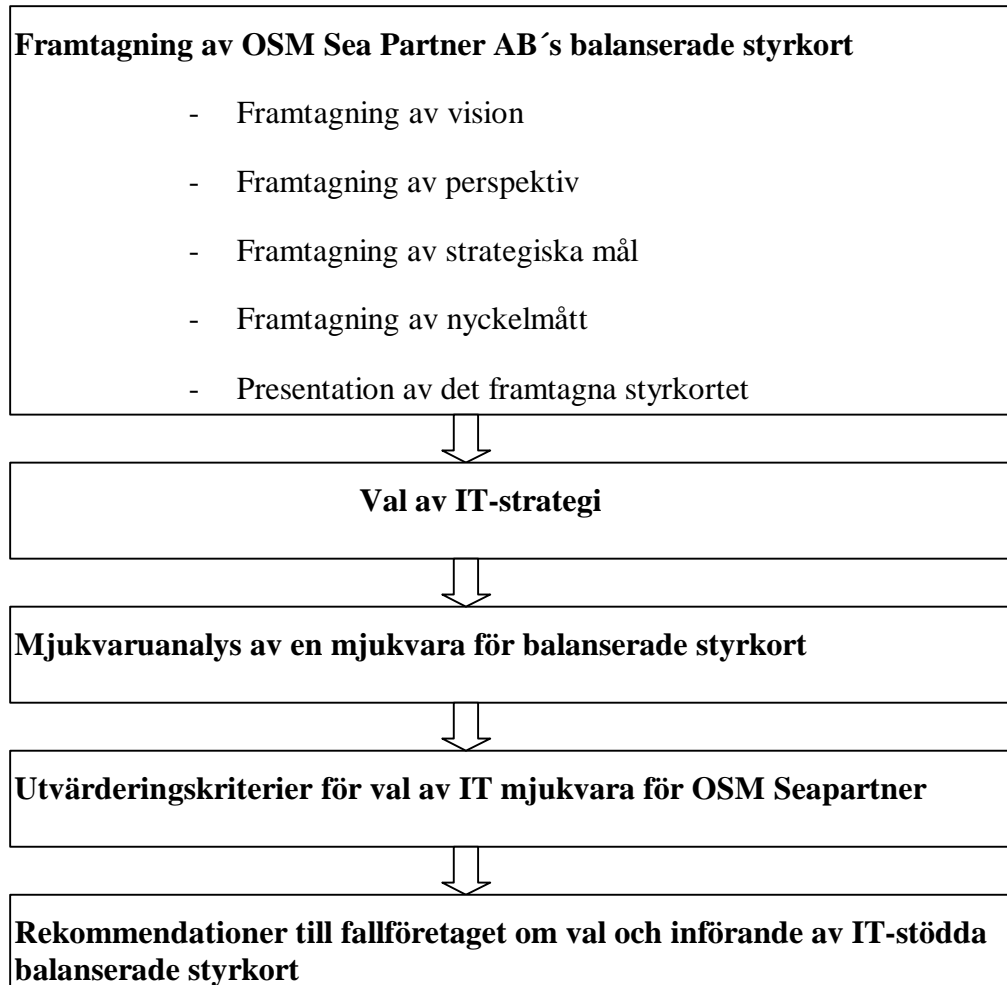 Framtagning av OSM Sea Partner AB´s balanserade styrkort
- Framtagning av vision
- Framtagning av perspektiv
- Framtagning av strategiska mål
- Framtagning av nyckelmått
- Presentation av det framtagna styrkortet
Val av IT-strategi
Mjukvaruanalys av en mjukvara för balanserade styrkort
Utvärderingskriterier för val av IT mjukvara för OSM Seapartner
Rekommendationer till fallföretaget om val och införande av IT-stödda
balanserade styrkort